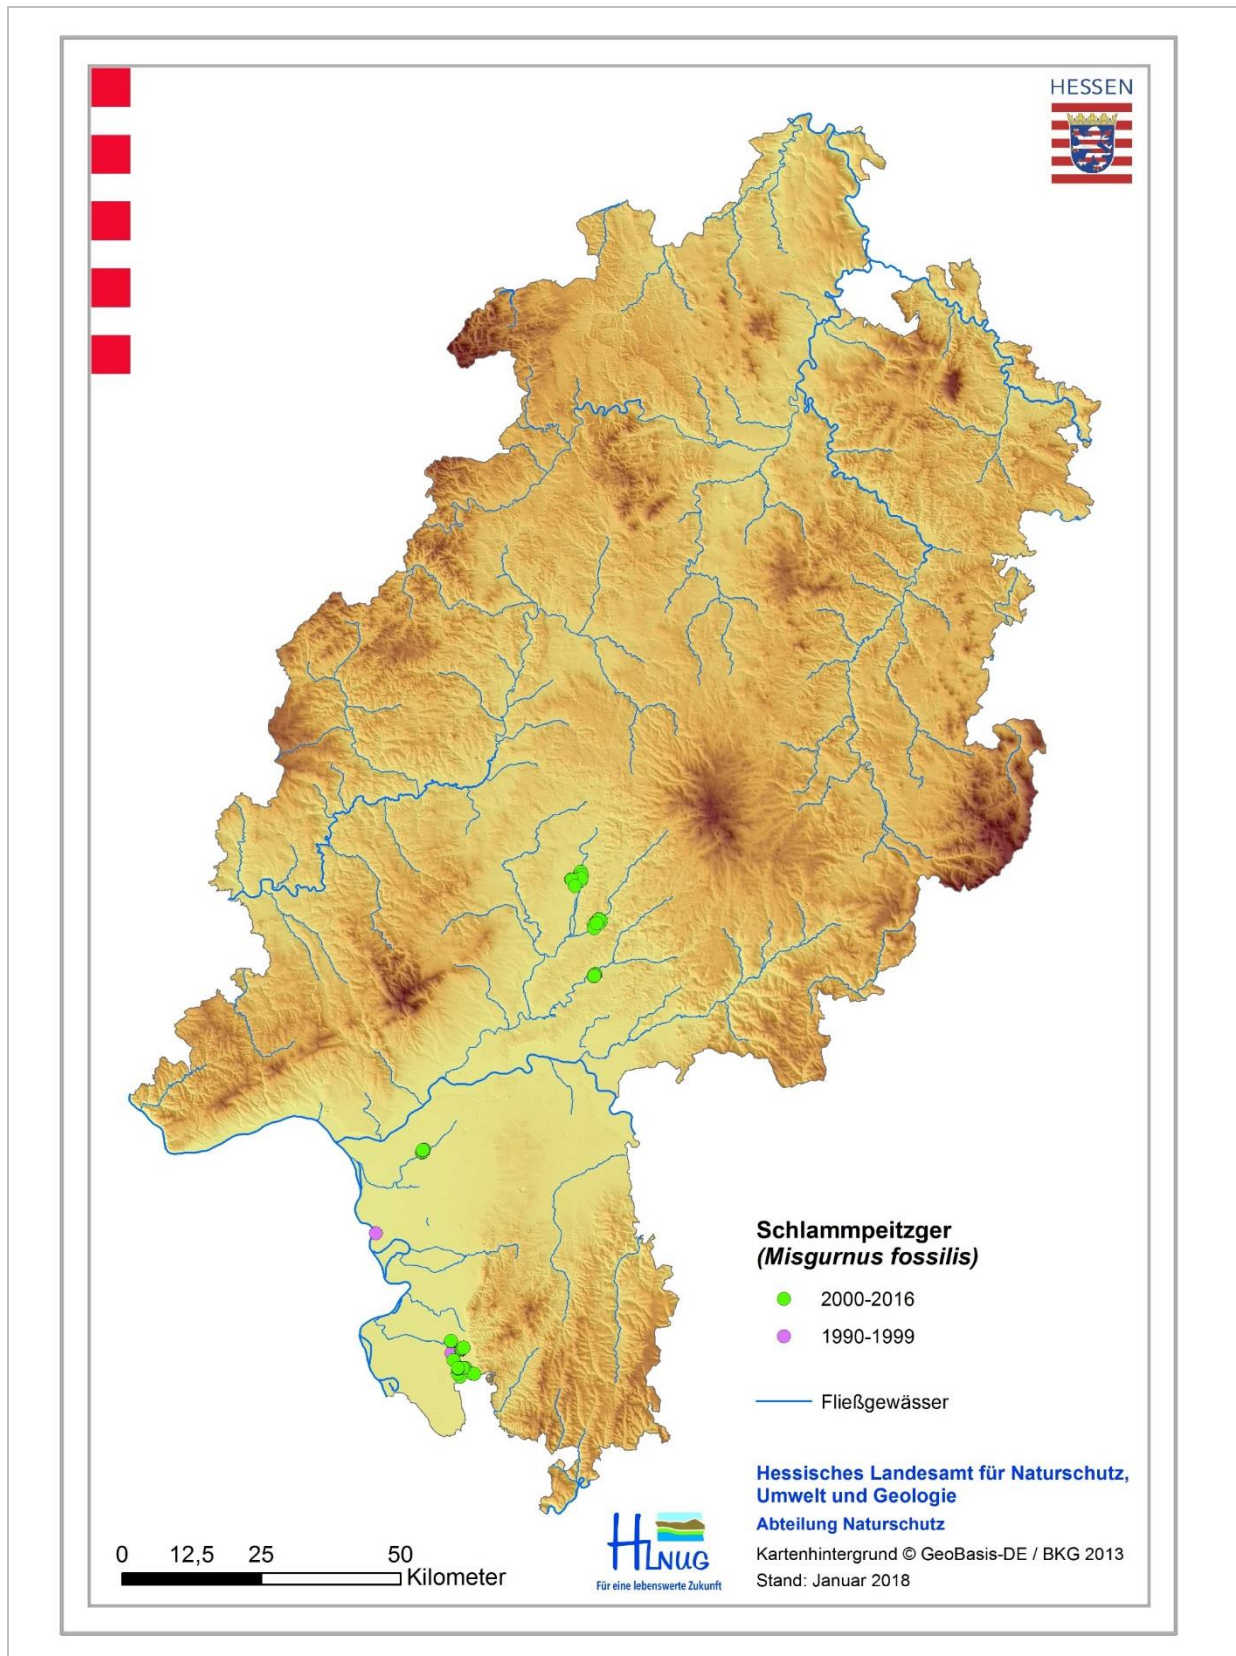 HESSEN
Schlammpeitzger
(Misgurnus fossilis)
2000-2016
1990-1999
Fließgewässer
Hessisches Landesamt für Naturschutz,
Umwelt und Geologie
Abteilung Naturschutz
Kartenhintergrund © GeoBasis-DE / BKG 2013
Stand: Januar 2018
HLNUG
Für eine lebenswerte Zukunft
0 12,5 25 50
Kilometer